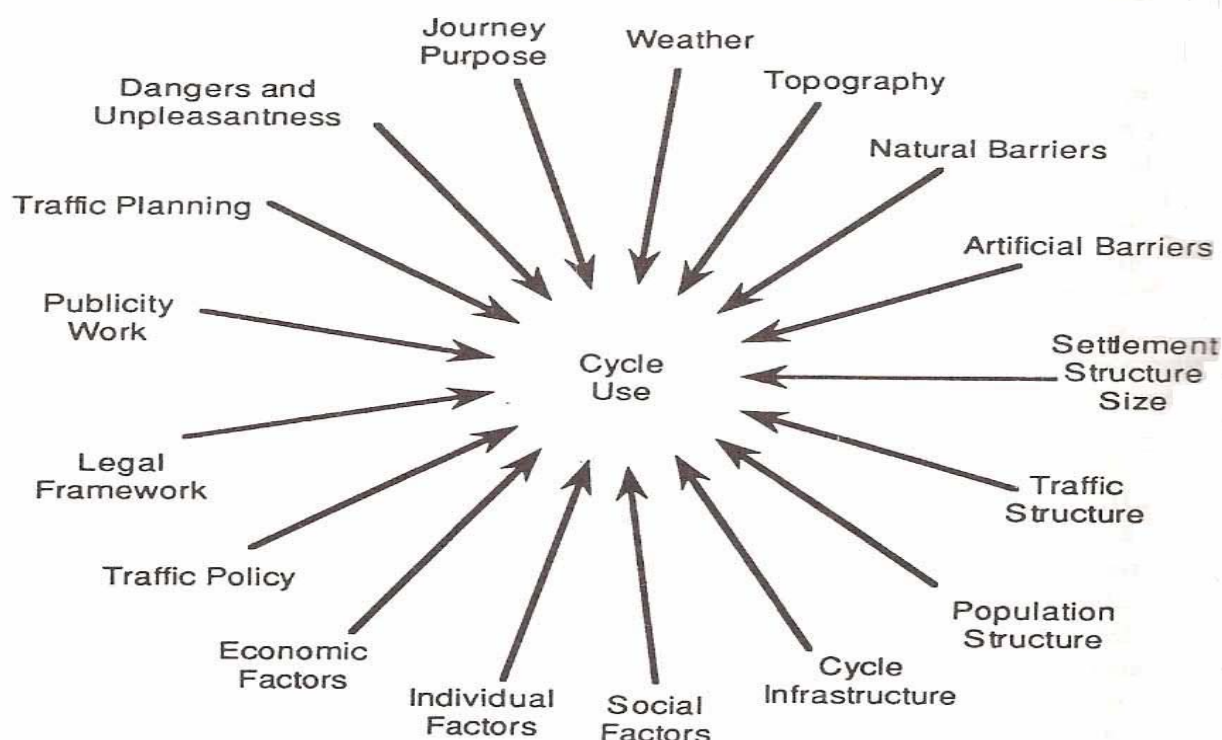 Journey
Purpose
Weather
Topography
Natural Barriers
Artificial Barriers
Settlement
Structure
Size
Traffic
Structure
Population
Structure
Cycle
Infrastructure
Social
Factors
Individual
Factors
Economic
Factors
Traffic Policy
Legal
Framework
Publicity
Work
Traffic Planning
Dangers and
Unpleasantness
Cycle
Use